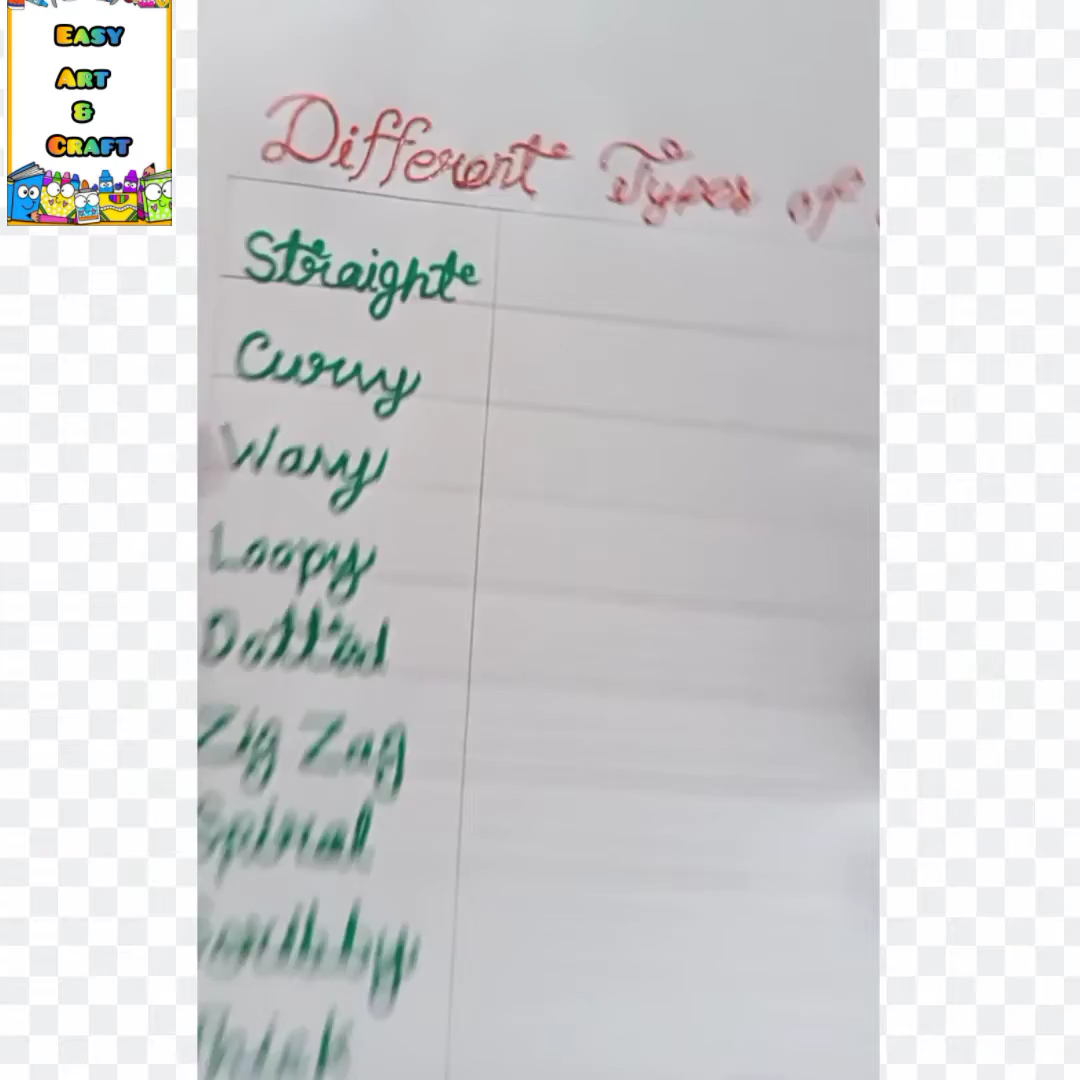 Easy
Art
&
Craft
Different Types of
Straight
Curvy
Wavy
Loopy
Dotted
Zig Zag
Spiral